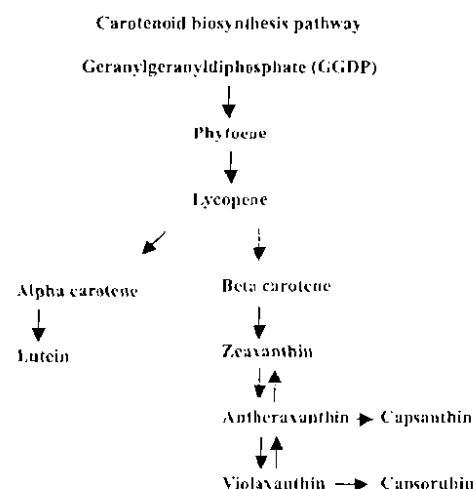 Carotenoid biosynthesis pathway
Geranylgeranyldiphosphate (GGDP)
Phytoene
Lycopene
Alpha carotene
Beta carotene
Lutein
Zeaxanthin
Antheraxanthin
Capsanthin
Violaxanthin
Capsorubin